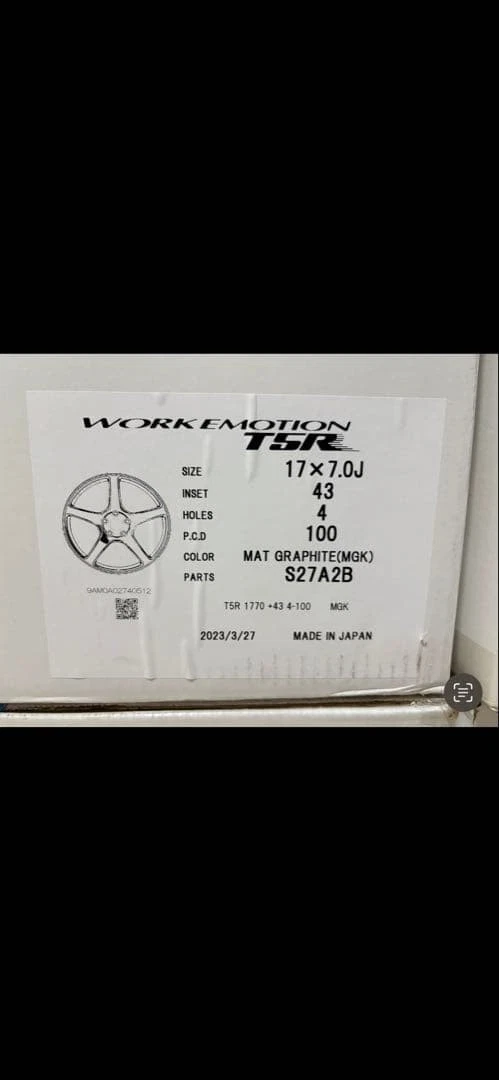 WORK EMOTION
T5R
SIZE 17×7.0J
INSET 43
HOLES 4
P.C.D 100
COLOR MAT GRAPHITE(MGK)
PARTS S27A2B
9AM0A02740512
T5R 1770 +43 4-100 MGK
2023/3/27 MADE IN JAPAN